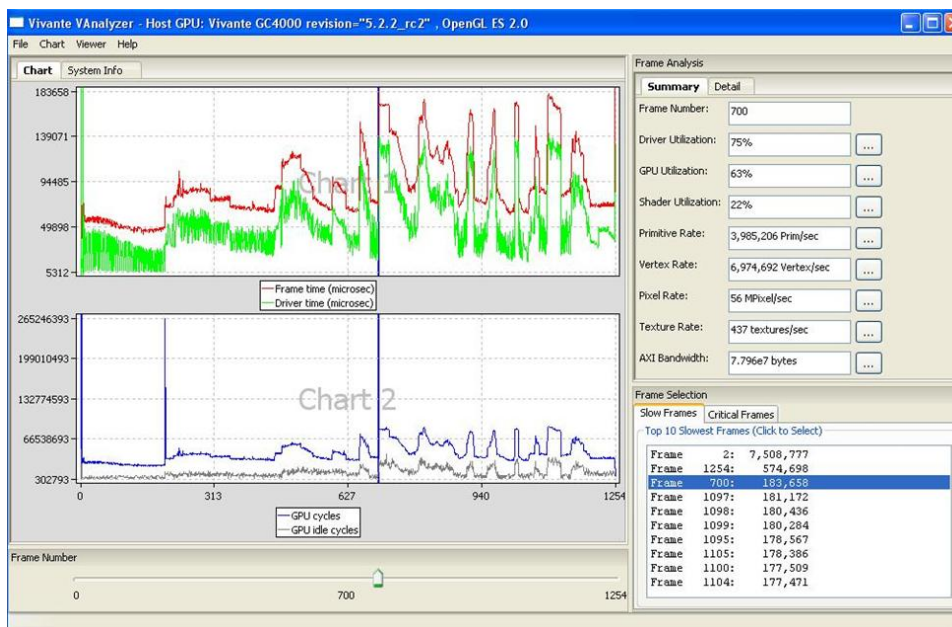 Vivante VAnalyzer - Host GPU: Vivante GC4000 revision="5.2.2_rc2" , OpenGL ES 2.0
File Chart Viewer Help
Chart System Info
183658
139071
94485
49898
5312
Chart 1
Frame time (microsec)
Driver time (microsec)
265246393
199010493
132774593
66538693
302793
Chart 2
0 313 627 940 1254
GPU cycles
GPU idle cycles
Frame Number
0 700 1254
Frame Analysis
Summary Detail
Frame Number: 700
Driver Utilization: 75% ...
GPU Utilization: 63% ...
Shader Utilization: 22% ...
Primitive Rate: 3,985,206 Prim/sec ...
Vertex Rate: 6,974,692 Vertex/sec ...
Pixel Rate: 56 MPixel/sec ...
Texture Rate: 437 textures/sec ...
AXI Bandwidth: 7.796e7 bytes ...
Frame Selection
Slow Frames Critical Frames
Top 10 Slowest Frames (Click to Select)
Frame 2: 7,508,777
Frame 1254: 574,698
Frame 700: 183,658
Frame 1097: 181,172
Frame 1098: 180,436
Frame 1099: 180,284
Frame 1095: 178,567
Frame 1105: 178,386
Frame 1100: 177,509
Frame 1104: 177,471